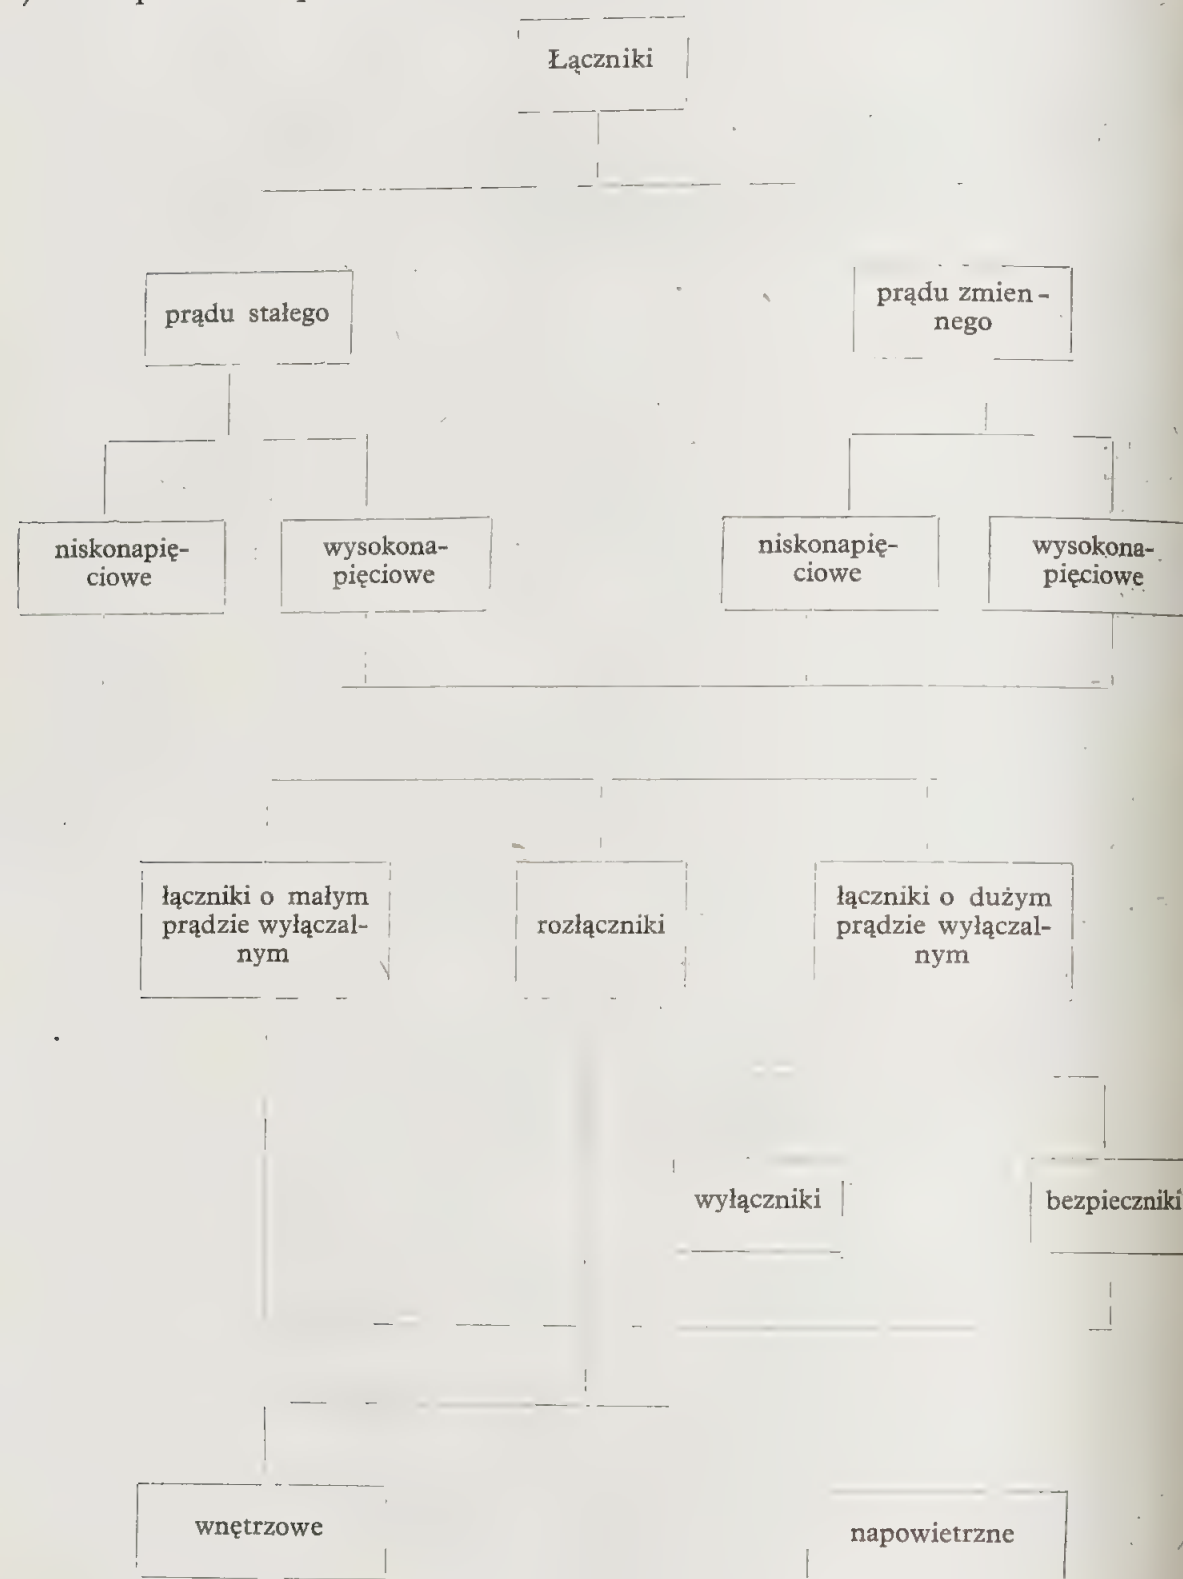 Łączniki
prądu stałego
prądu zmien-
nego
niskonapię-
ciowe
wysokona-
pięciowe
niskonapię-
ciowe
wysokona-
pięciowe
łączniki o małym
prądzie wyłączal-
nym
rozłączniki
łączniki o dużym
prądzie wyłączal-
nym
wyłączniki
bezpieczniki
wnętrzowe
napowietrzne